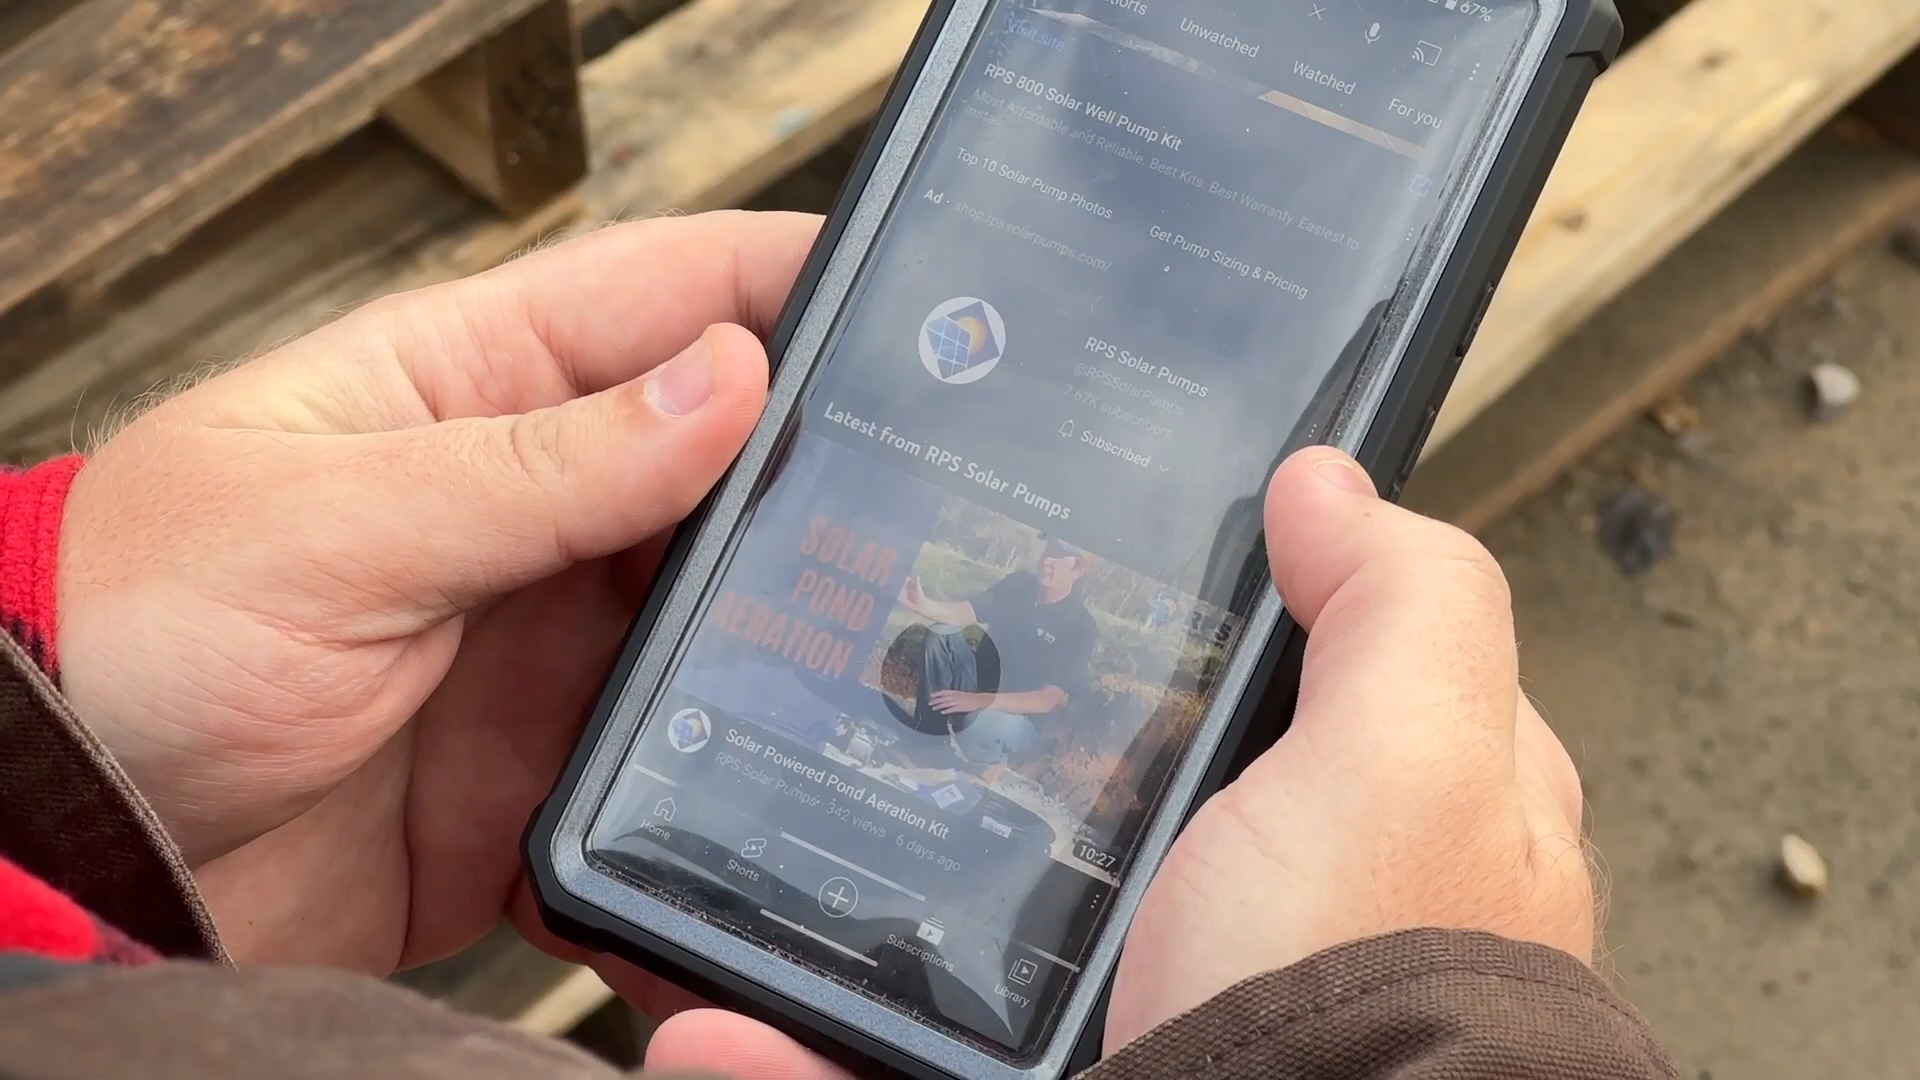 67%
Unwatched
Watched
For you
Visit site
RPS 800 Solar Well Pump Kit
Most Affordable and Reliable. Best Kits, Best Warranty. Easiest to
Install
Top 10 Solar Pump Photos
Get Pump Sizing & Pricing
Ad · shop.rpssolarpumps.com/
RPS Solar Pumps
@RPSSolarPumps
7.67K subscribers
Subscribed
Latest from RPS Solar Pumps
SOLAR
POND
AERATION
RPS
10:27
Solar Powered Pond Aeration Kit
RPS Solar Pumps · 342 views · 6 days ago
Home
Shorts
Subscriptions
Library